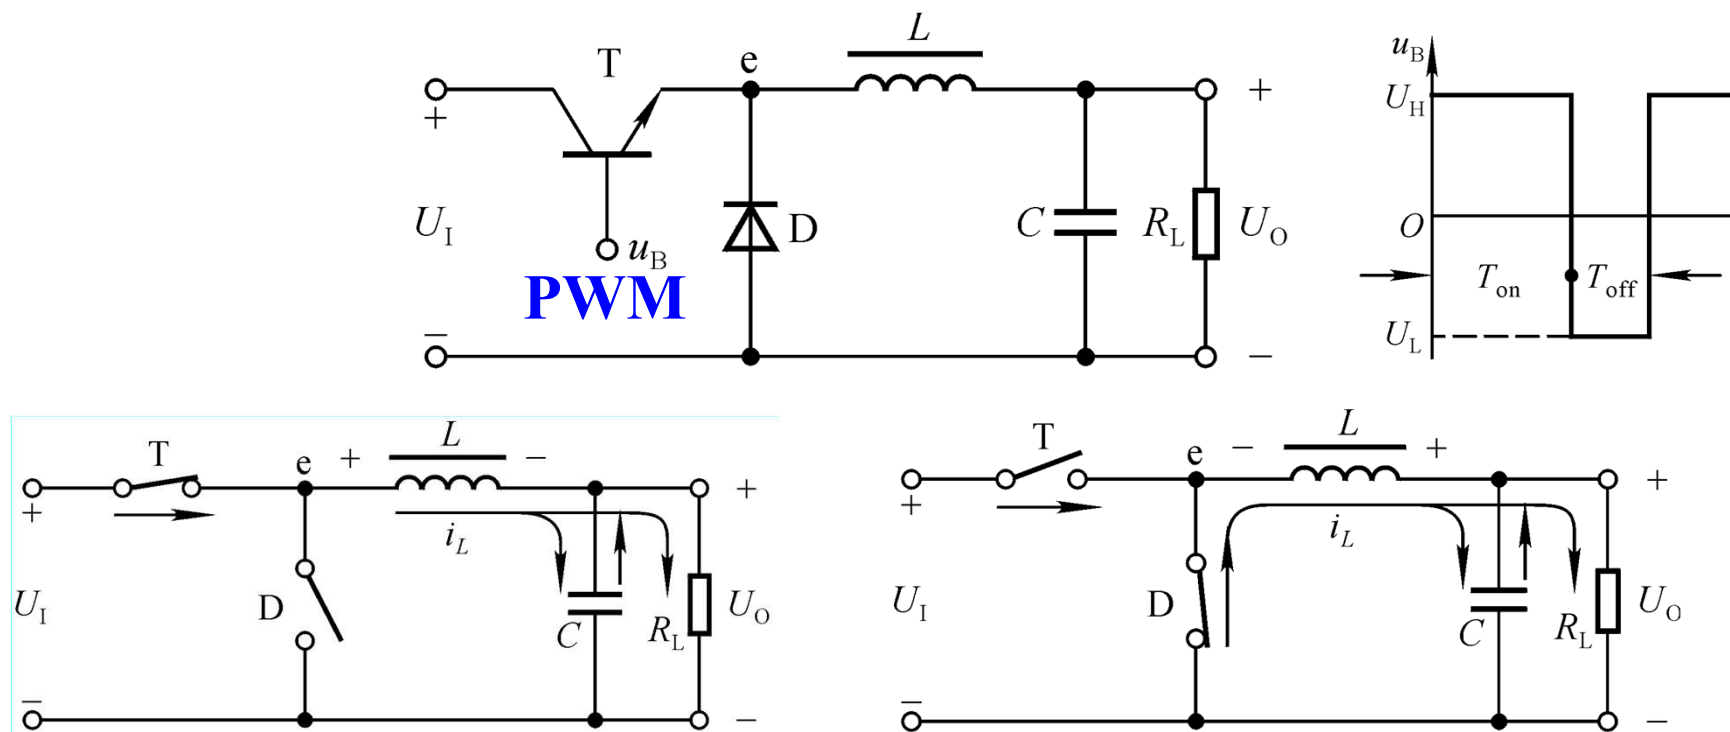 T e L
+ +
U_I u_B D C R_L U_O
PWM
− −
u_B
U_H
O
T_on T_off
U_L
T e + L −
+ i_L +
U_I D C R_L U_O
− −
T e − L +
+ i_L +
U_I D C R_L U_O
− −